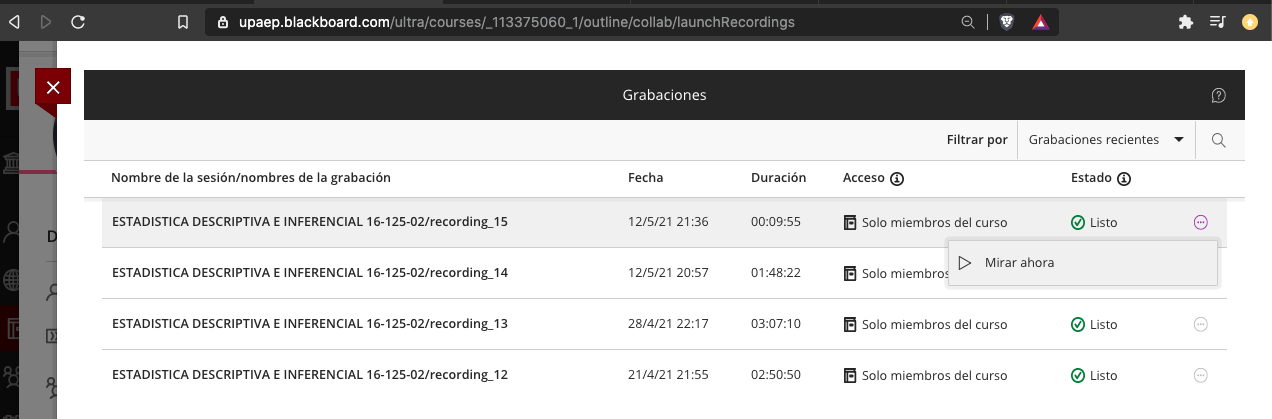 upaep.blackboard.com/ultra/courses/_113375060_1/outline/collab/launchRecordings
Grabaciones
Filtrar por Grabaciones recientes
Nombre de la sesión/nombres de la grabación Fecha Duración Acceso Estado
ESTADISTICA DESCRIPTIVA E INFERENCIAL 16-125-02/recording_15 12/5/21 21:36 00:09:55 Solo miembros del curso Listo
Mirar ahora
ESTADISTICA DESCRIPTIVA E INFERENCIAL 16-125-02/recording_14 12/5/21 20:57 01:48:22 Solo miembros
ESTADISTICA DESCRIPTIVA E INFERENCIAL 16-125-02/recording_13 28/4/21 22:17 03:07:10 Solo miembros del curso Listo
ESTADISTICA DESCRIPTIVA E INFERENCIAL 16-125-02/recording_12 21/4/21 21:55 02:50:50 Solo miembros del curso Listo